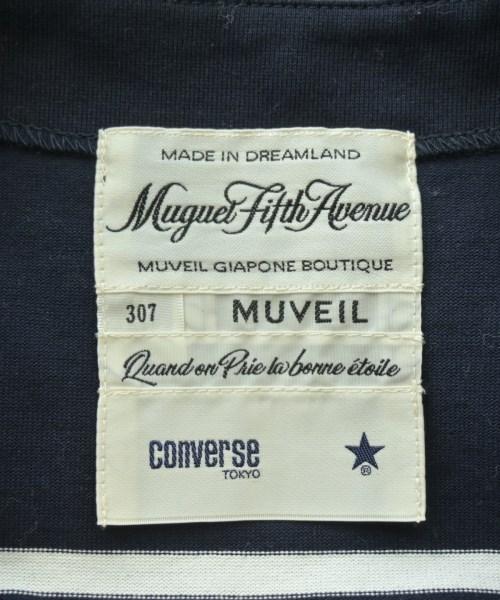 MADE IN DREAMLAND
Muguet Fifth Avenue
MUVEIL GIAPONE BOUTIQUE
307 MUVEIL
Quand on Prie la bonne étoile
converse
TOKYO
®